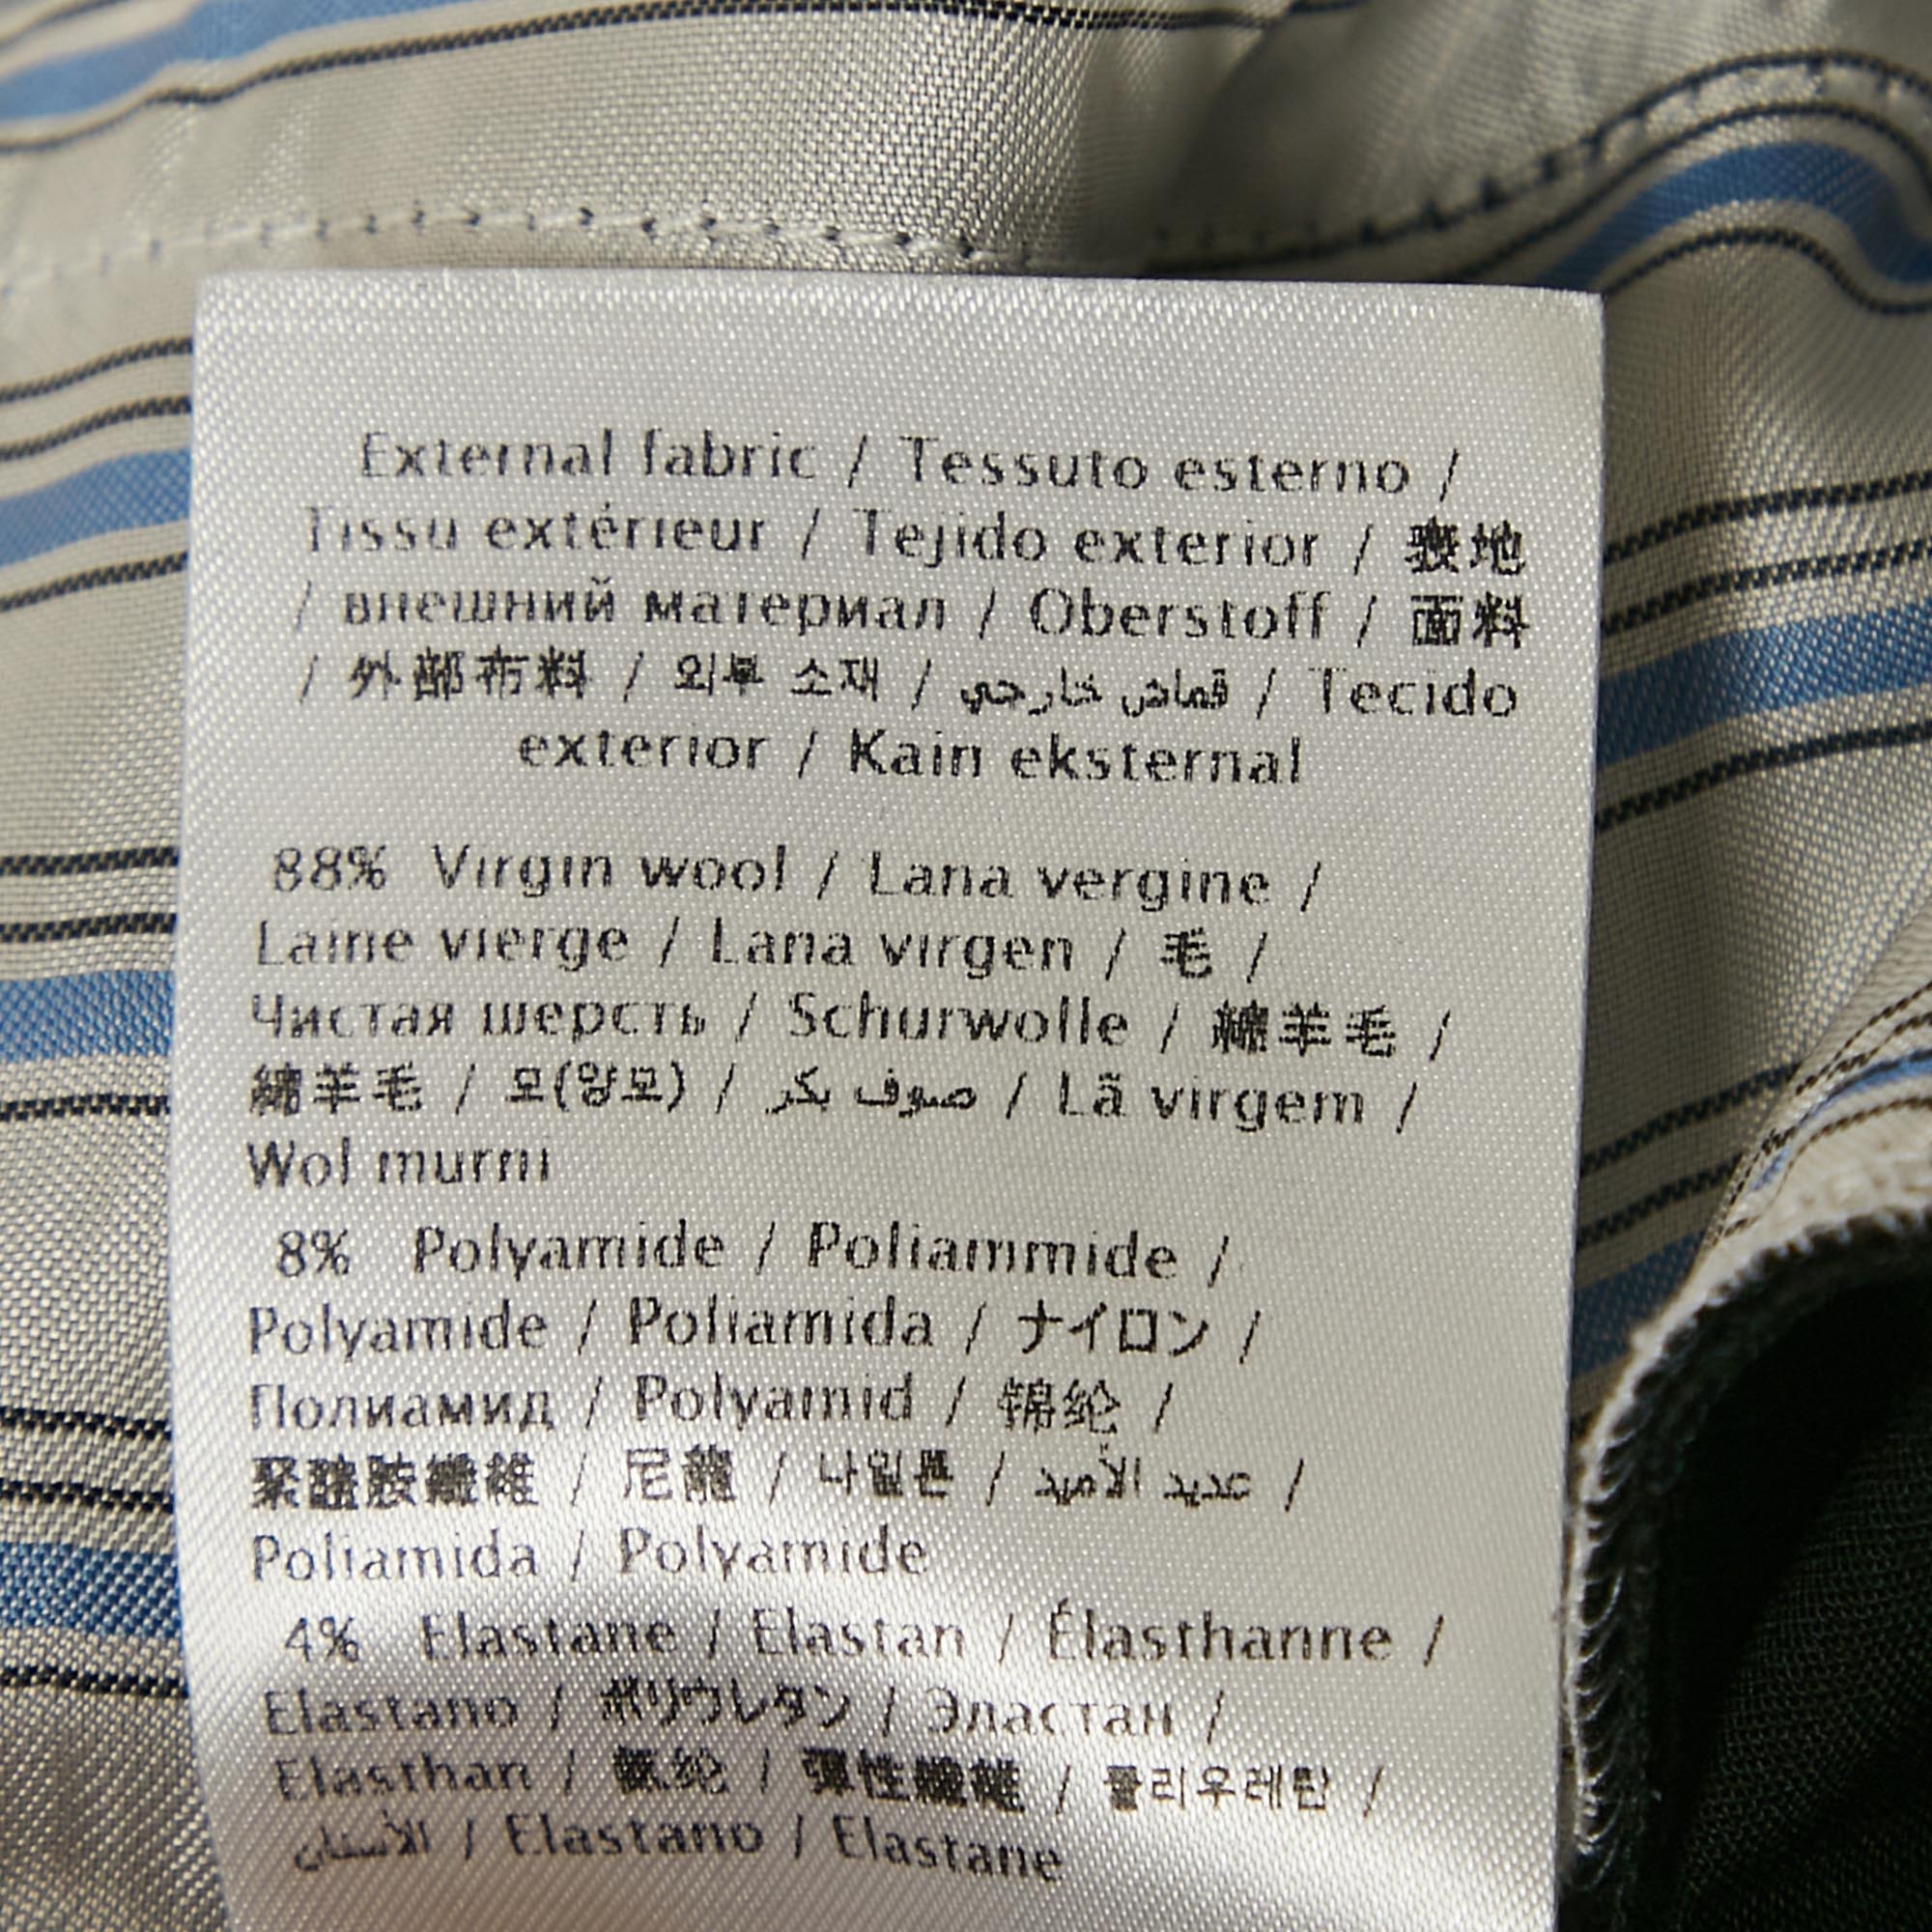 External fabric / Tessuto esterno /
Tissu extérieur / Tejido exterior / 表地
/ внешний материал / Oberstoff / 面料
/ 外部布料 / 외부 소재 / قماش خارجي / Tecido
exterior / Kain eksternal
88% Virgin wool / Lana vergine /
Laine vierge / Lana virgen / 毛 /
Чистая шерсть / Schurwolle / 綿羊毛 /
綿羊毛 / 모(양모) / صوف بكر / Lã virgem /
Wol murni
8% Polyamide / Poliammide /
Polyamide / Poliamida / ナイロン /
Полиамид / Polyamid / 锦纶 /
聚醯胺纖維 / 尼龍 / 나일론 / عديد الأميد /
Poliamida / Polyamide
4% Elastane / Elastan / Élasthanne /
Elastano / ポリウレタン / Эластан /
Elasthan / 氨纶 / 彈性纖維 / 폴리우레탄 /
الأستان / Elastano / Elastane